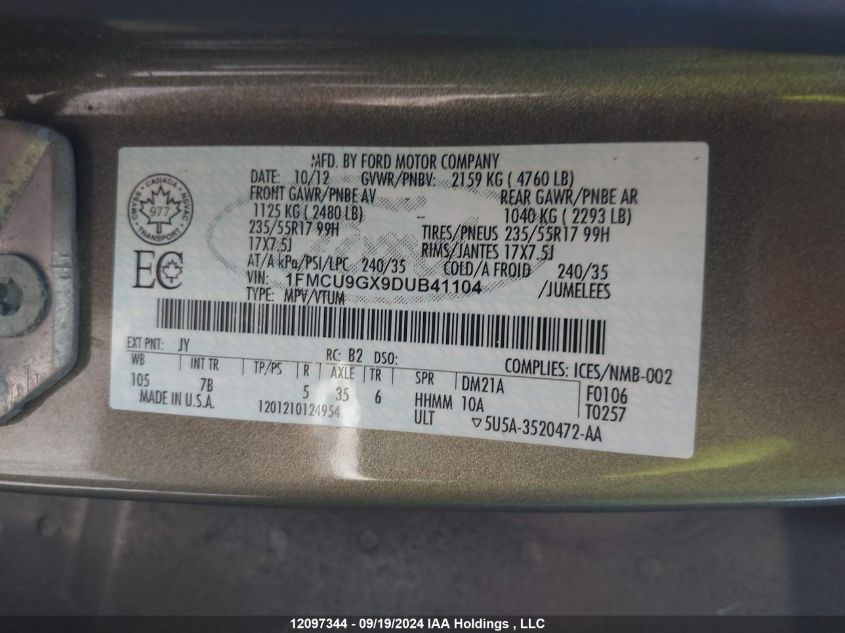 MFD. BY FORD MOTOR COMPANY
DATE: 10/12 GVWR/PNBV: 2159 KG ( 4760 LB)
FRONT GAWR/PNBE AV REAR GAWR/PNBE AR
1125 KG ( 2480 LB) -- 1040 KG ( 2293 LB)
235/55R17 99H TIRES/PNEUS 235/55R17 99H
17X7.5J RIMS/JANTES 17X7.5J
AT/A kPa/PSI/LPC 240/35 COLD/A FROID 240/35
VIN: 1FMCU9GX9DUB41104 /JUMELEES
TYPE: MPV/VTUM
CANADA
977
TRANSPORT
EC
EXT PNT: JY RC: B2 DSO: COMPLIES: ICES/NMB-002
WB INT TR TP/PS R AXLE TR SPR DM21A F0106
105 7B 5 35 6 HHMM 10A T0257
MADE IN U.S.A. 1201210124954 ULT 5U5A-3520472-AA
12097344 - 09/19/2024 IAA Holdings , LLC